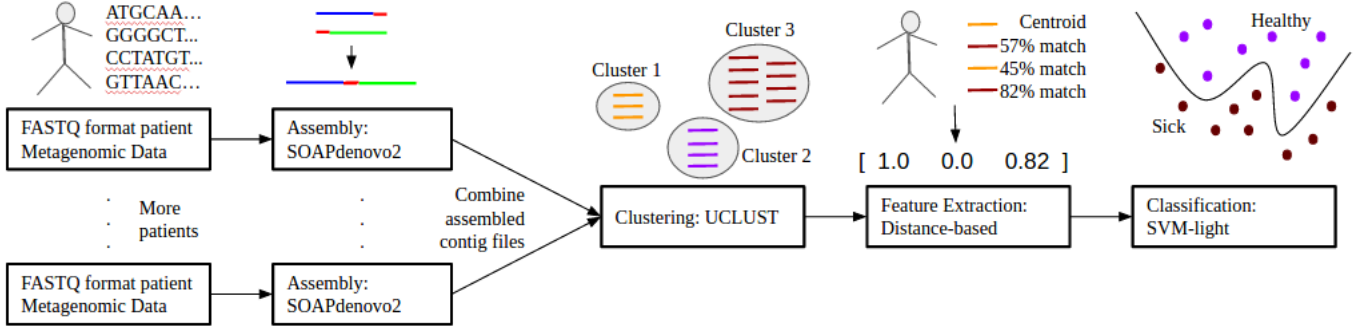 ATGCAA...
GGGGCT...
CCTATGT...
GTTAAC...
FASTQ format patient
Metagenomic Data
Assembly:
SOAPdenovo2
. . .
More
patients
. . .
FASTQ format patient
Metagenomic Data
Assembly:
SOAPdenovo2
Combine
assembled
contig files
Cluster 1
Cluster 3
Cluster 2
Clustering: UCLUST
Centroid
57% match
45% match
82% match
[ 1.0 0.0 0.82 ]
Feature Extraction:
Distance-based
Healthy
Sick
Classification:
SVM-light